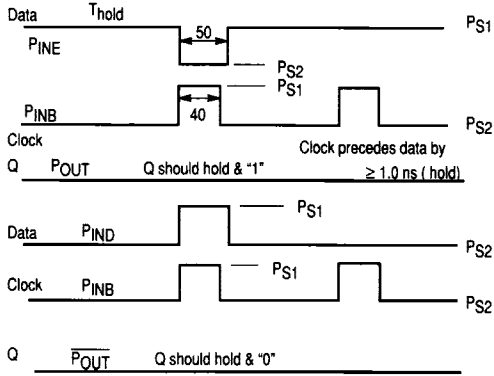 Data Thold
PS1
50
PINE
PS2
PS1
PINB
40
PS2
Clock
Clock precedes data by
≥ 1.0 ns ( hold)
Q POUT Q should hold & "1"
PS1
Data PIND
PS2
PS1
Clock PINB
PS2
Q P̅O̅U̅T̅ Q should hold & "0"